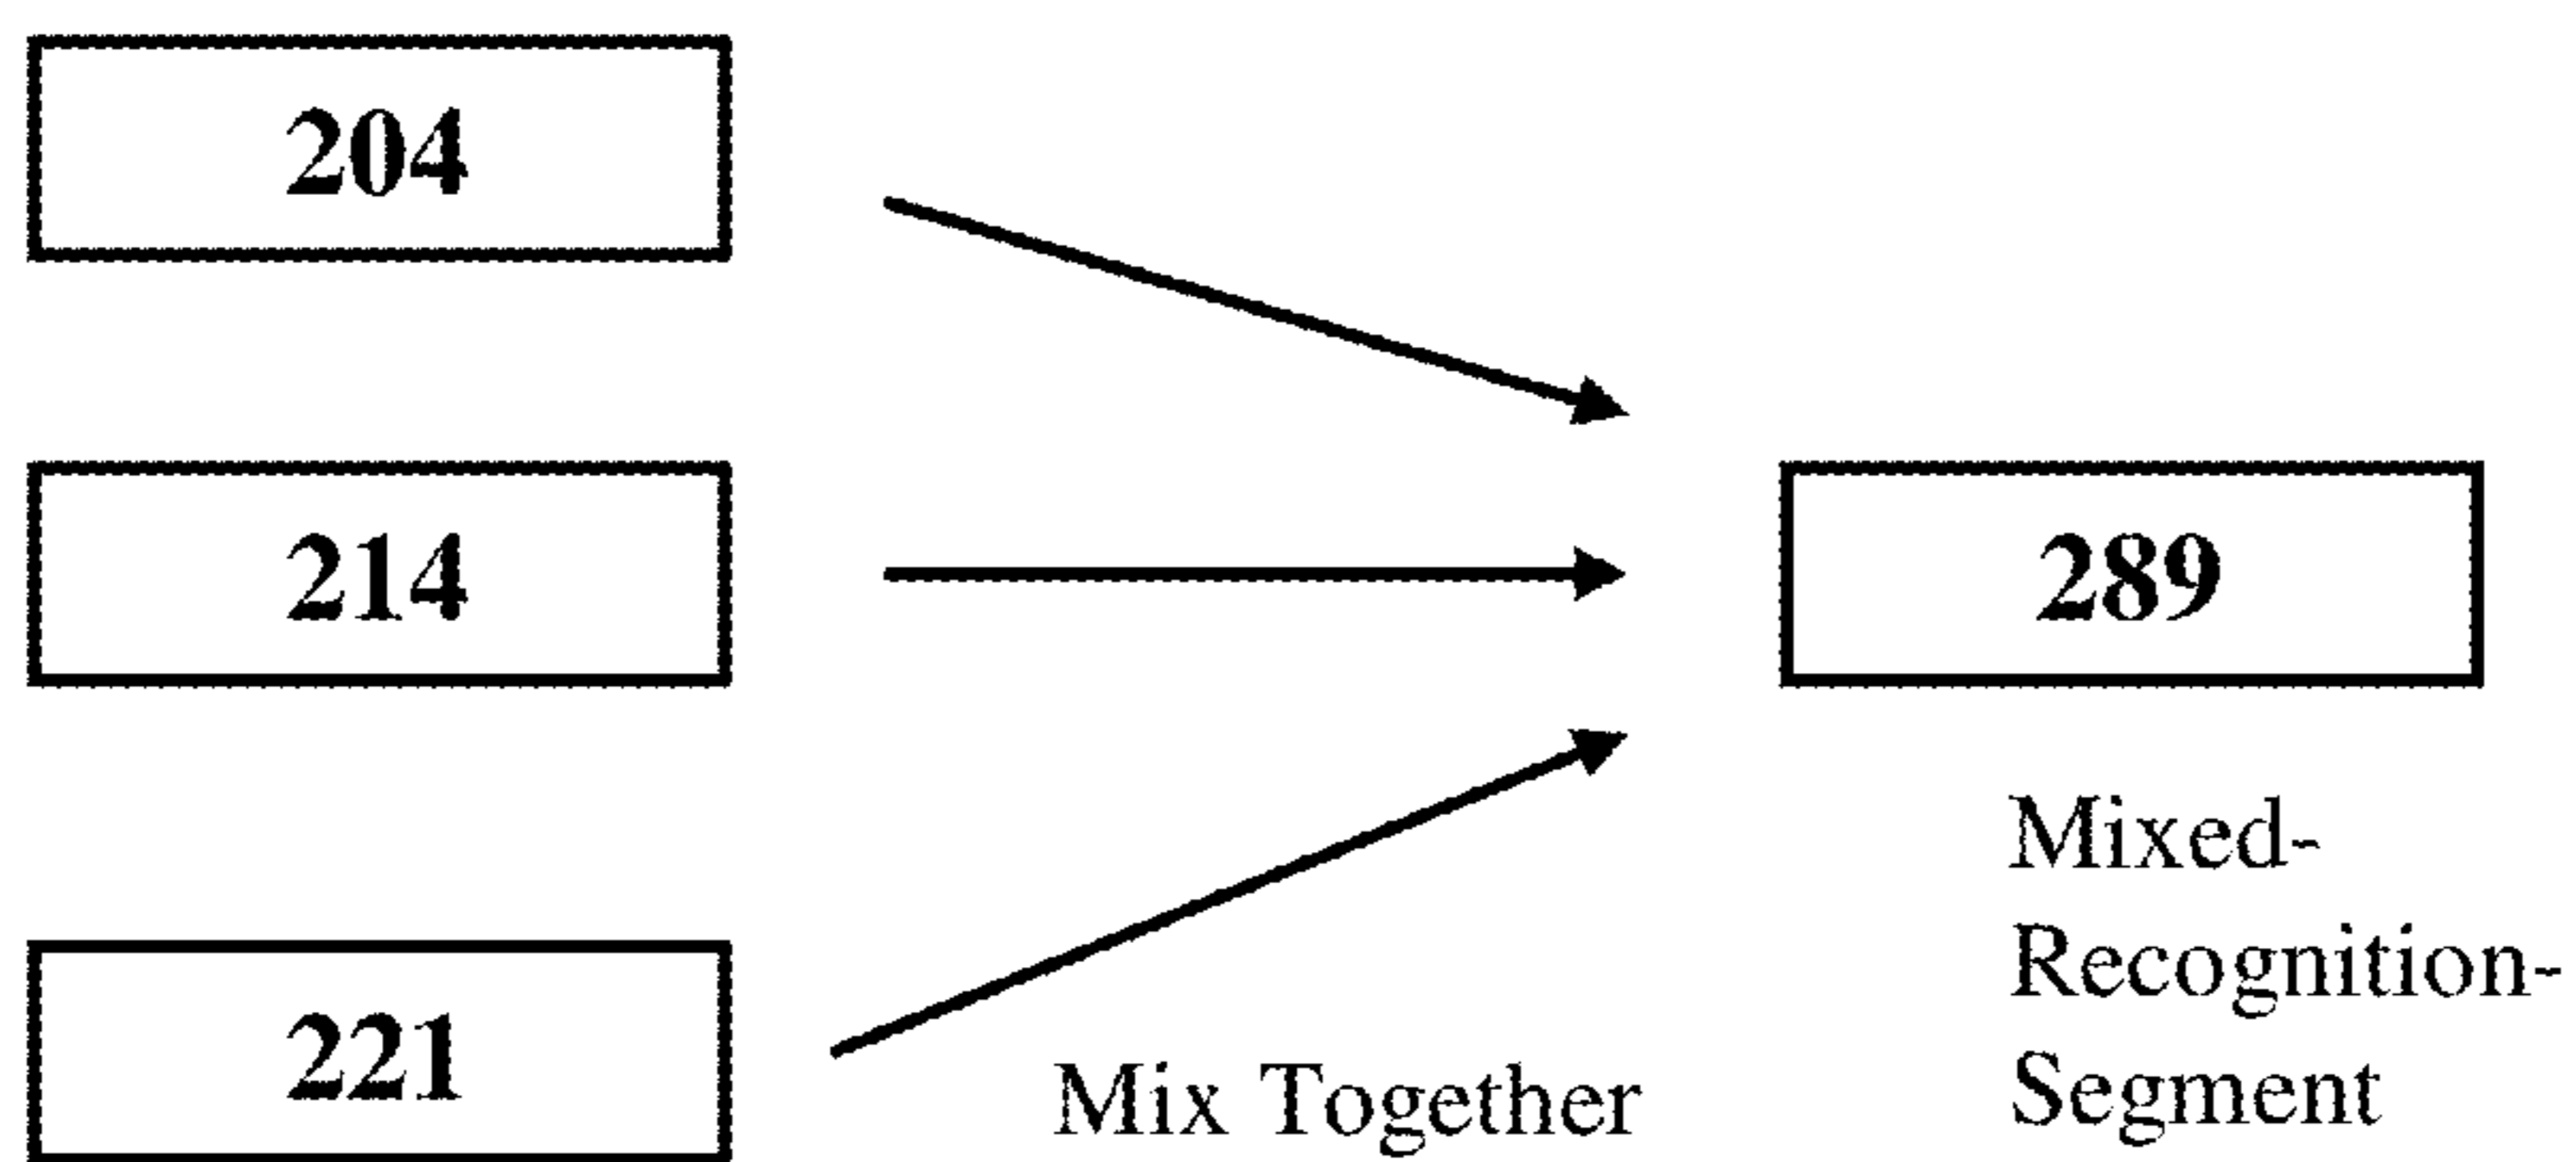 204
214
289
221
Mix Together
Mixed-
Recognition-
Segment